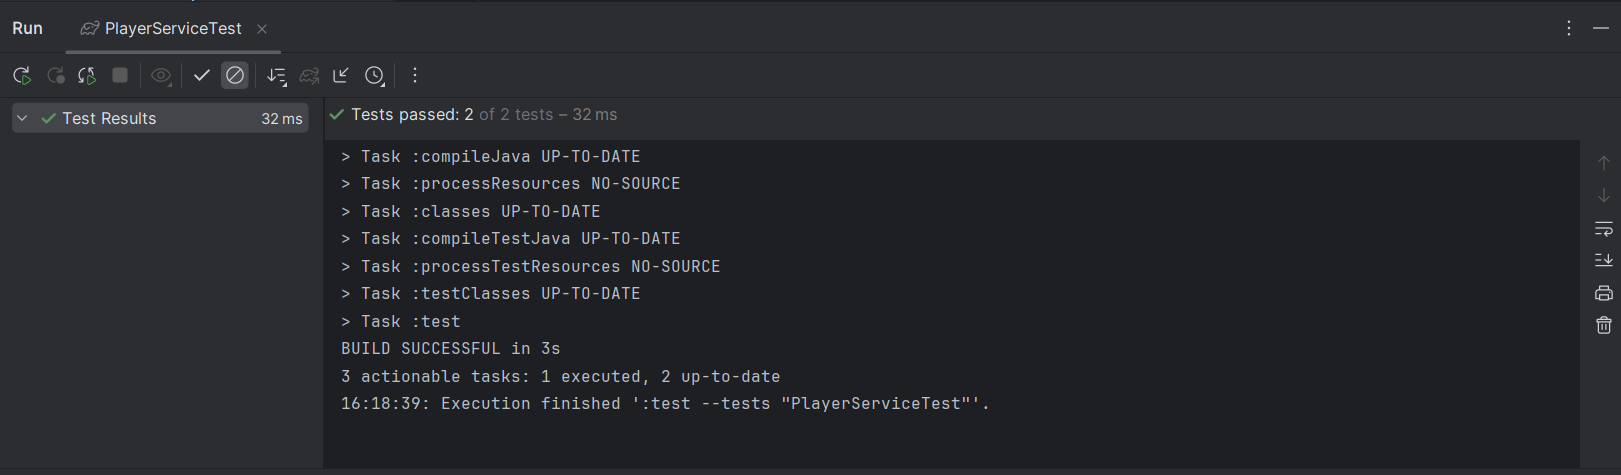 Run PlayerServiceTest
Test Results 32 ms
Tests passed: 2 of 2 tests – 32 ms
> Task :compileJava UP-TO-DATE
> Task :processResources NO-SOURCE
> Task :classes UP-TO-DATE
> Task :compileTestJava UP-TO-DATE
> Task :processTestResources NO-SOURCE
> Task :testClasses UP-TO-DATE
> Task :test
BUILD SUCCESSFUL in 3s
3 actionable tasks: 1 executed, 2 up-to-date
16:18:39: Execution finished ':test --tests "PlayerServiceTest"'.